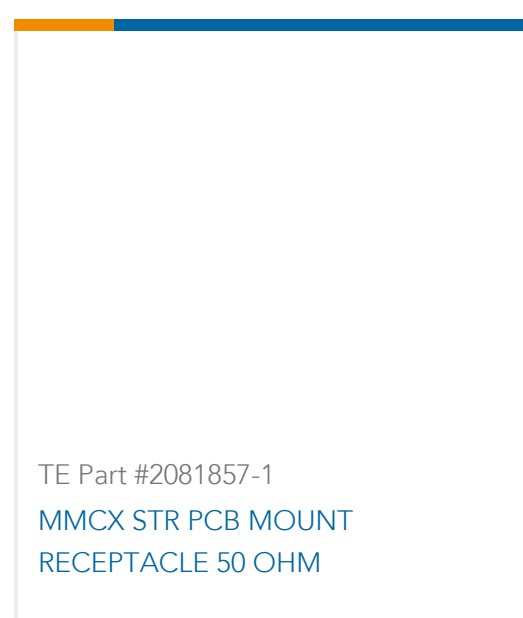 TE Part #2081857-1
MMCX STR PCB MOUNT
RECEPTACLE 50 OHM